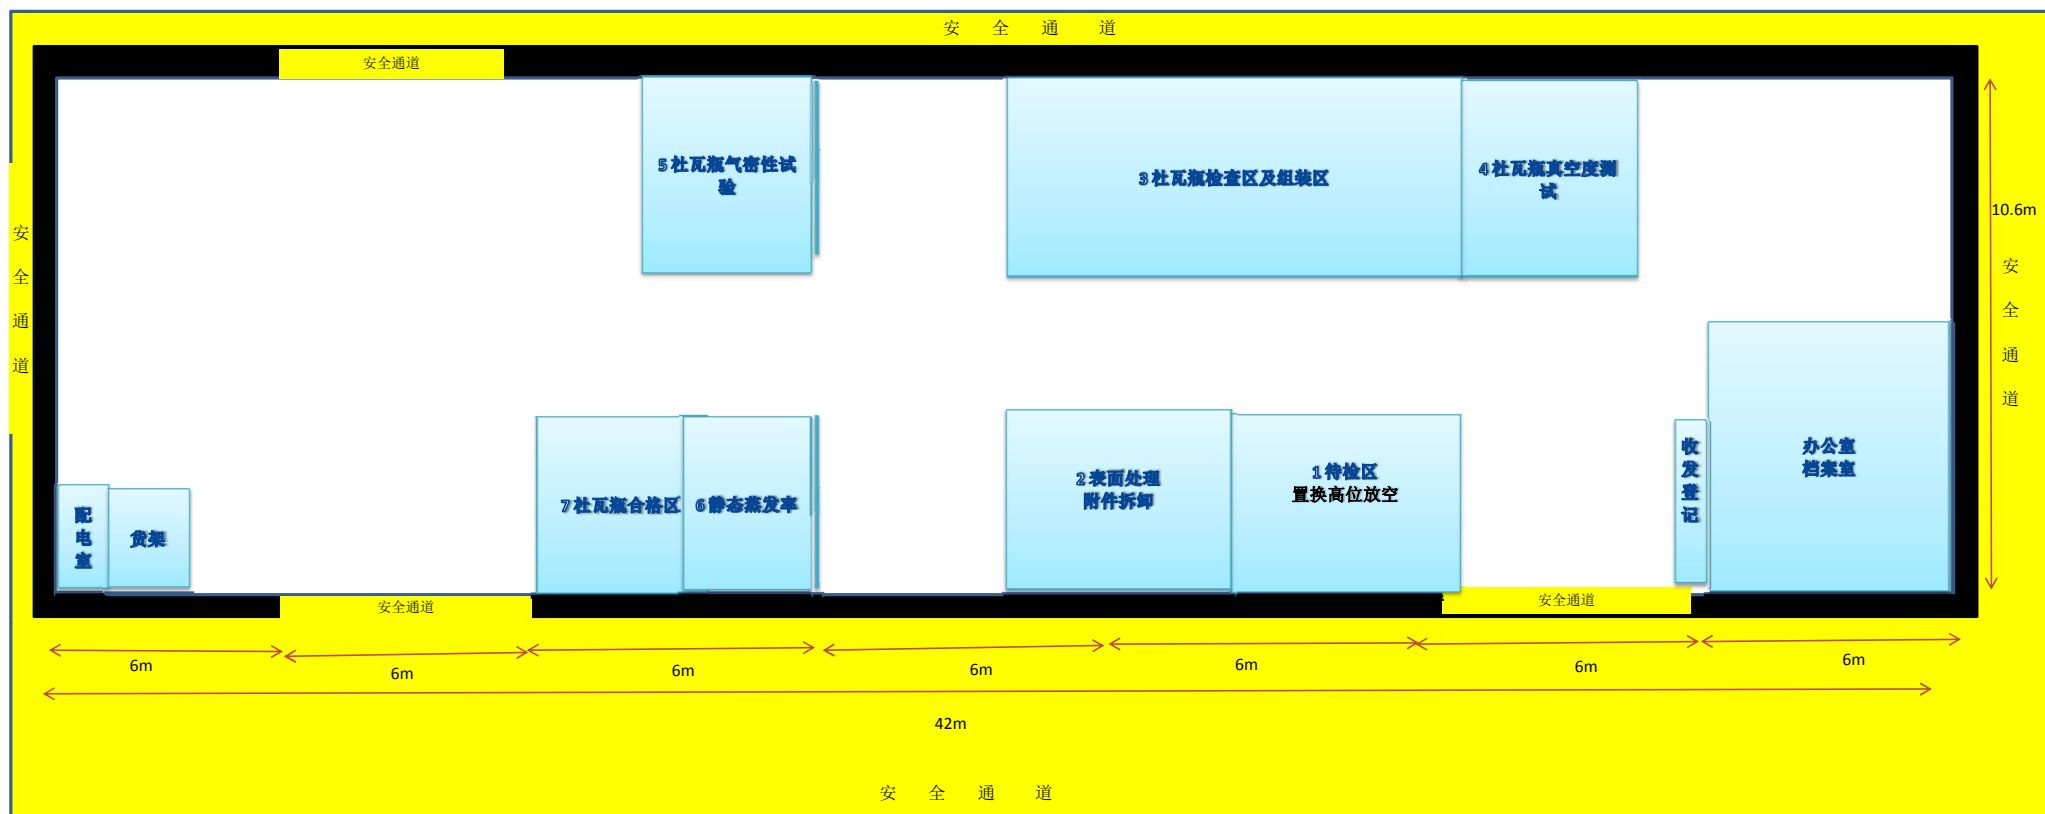 安 全 通 道
安全通道
5 杜瓦瓶气密性试
验
3 杜瓦瓶检查区及组装区
4 杜瓦瓶真空度测
试
10.6m
安
全
通
道
安
全
通
道
收
发
登
记
办公室
档案室
2 表面处理
附件拆卸
1 待检区
置换高位放空
7 杜瓦瓶合格区
6 静态蒸发率
配
电
室
货架
安全通道
安全通道
6m
6m
6m
6m
6m
6m
6m
42m
安 全 通 道